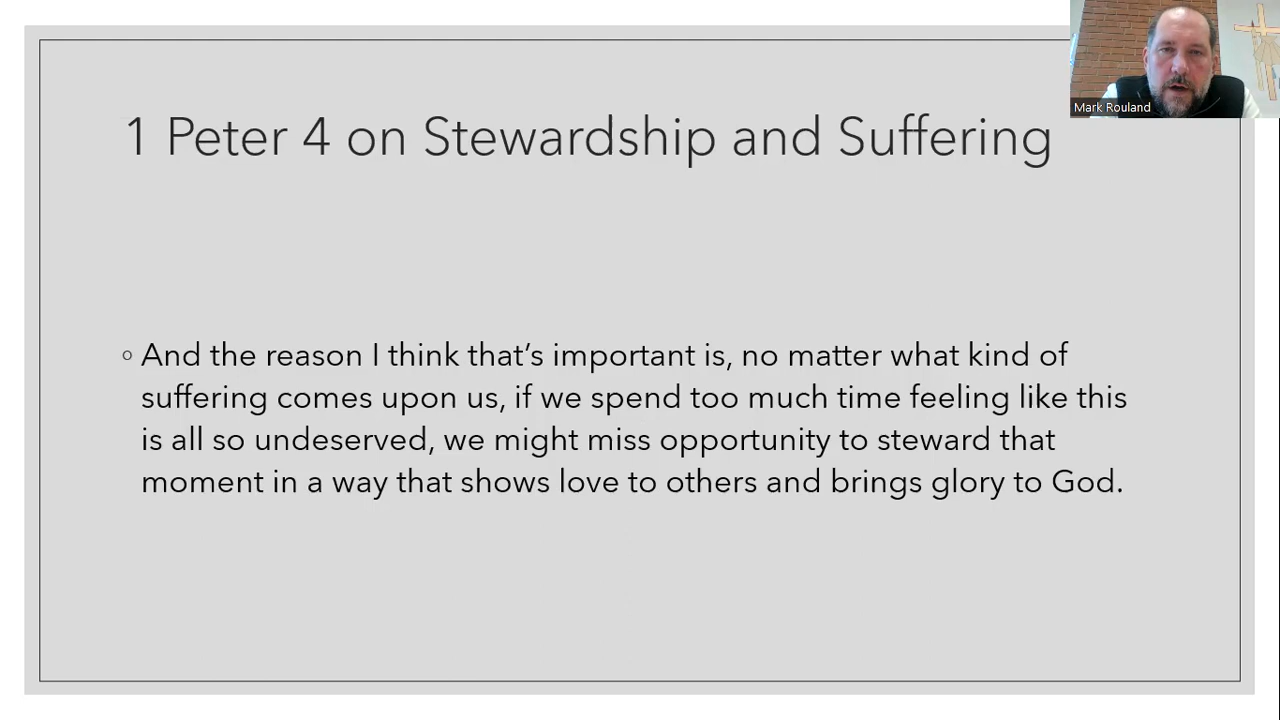 1 Peter 4 on Stewardship and Suffering
Mark Rouland
◦ And the reason I think that’s important is, no matter what kind of
suffering comes upon us, if we spend too much time feeling like this
is all so undeserved, we might miss opportunity to steward that
moment in a way that shows love to others and brings glory to God.